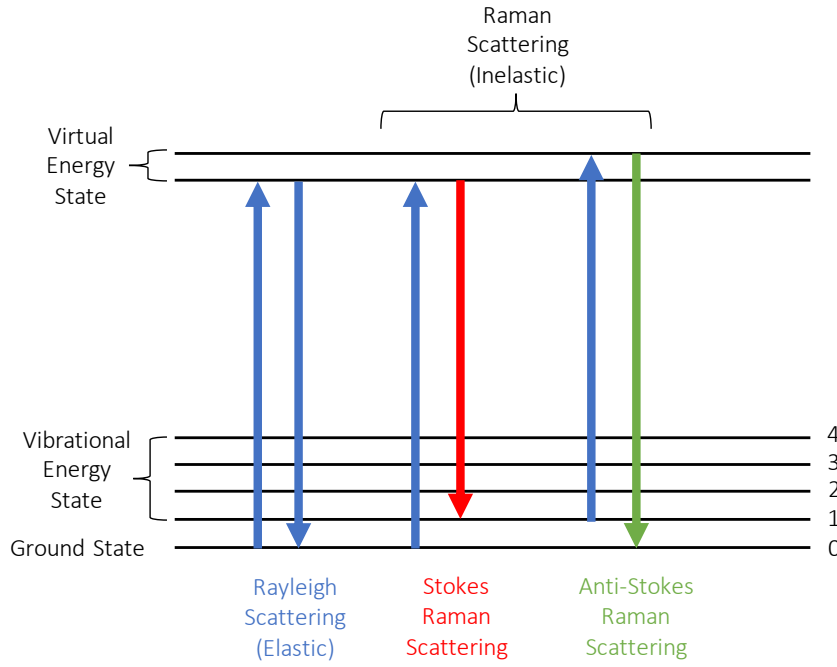 Raman
Scattering
(Inelastic)
Virtual
Energy
State
Vibrational
Energy
State
4
3
2
1
Ground State
0
Rayleigh
Scattering
(Elastic)
Stokes
Raman
Scattering
Anti-Stokes
Raman
Scattering